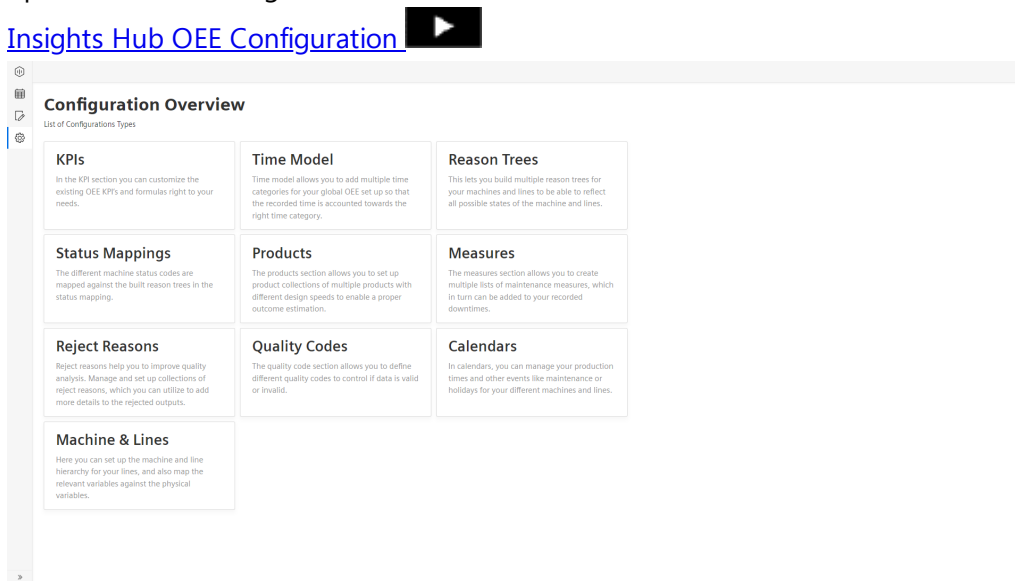 Insights Hub OEE Configuration
Configuration Overview
List of Configurations Types
KPIs
In the KPI section you can customize the
existing OEE KPI's and formulas right to your
needs.
Time Model
Time model allows you to add multiple time
categories for your global OEE set up so that
the recorded time is accounted towards the
right time category.
Reason Trees
This lets you build multiple reason trees for
your machines and lines to be able to reflect
all possible states of the machine and lines.
Status Mappings
The different machine status codes are
mapped against the built reason trees in the
status mapping.
Products
The products section allows you to set up
product collections of multiple products with
different design speeds to enable a proper
outcome estimation.
Measures
The measures section allows you to create
multiple lists of maintenance measures, which
in turn can be added to your recorded
downtimes.
Reject Reasons
Reject reasons help you to improve quality
analysis. Manage and set up collections of
reject reasons, which you can utilize to add
more details to the rejected outputs.
Quality Codes
The quality code section allows you to define
different quality codes to control if data is valid
or invalid.
Calendars
In calendars, you can manage your production
times and other events like maintenance or
holidays for your different machines and lines.
Machine & Lines
Here you can set up the machine and line
hierarchy for your lines, and also map the
relevant variables against the physical
variables.